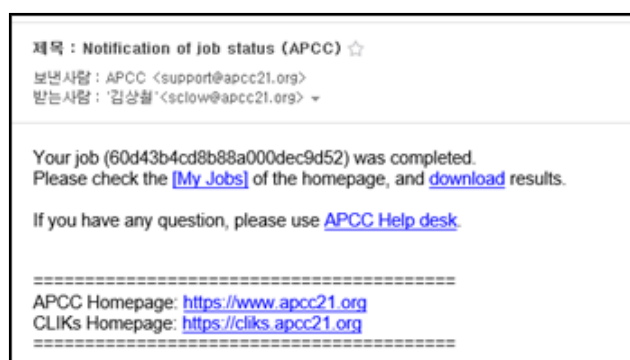 제목 : Notification of job status (APCC) ☆
보낸사람 : APCC <support@apcc21.org>
받는사람 : '김상철'<sclow@apcc21.org>
Your job (60d43b4cd8b88a000dec9d52) was completed.
Please check the [My Jobs] of the homepage, and download results.
If you have any question, please use APCC Help desk.
=========================================
APCC Homepage: https://www.apcc21.org
CLIKs Homepage: https://cliks.apcc21.org
=========================================